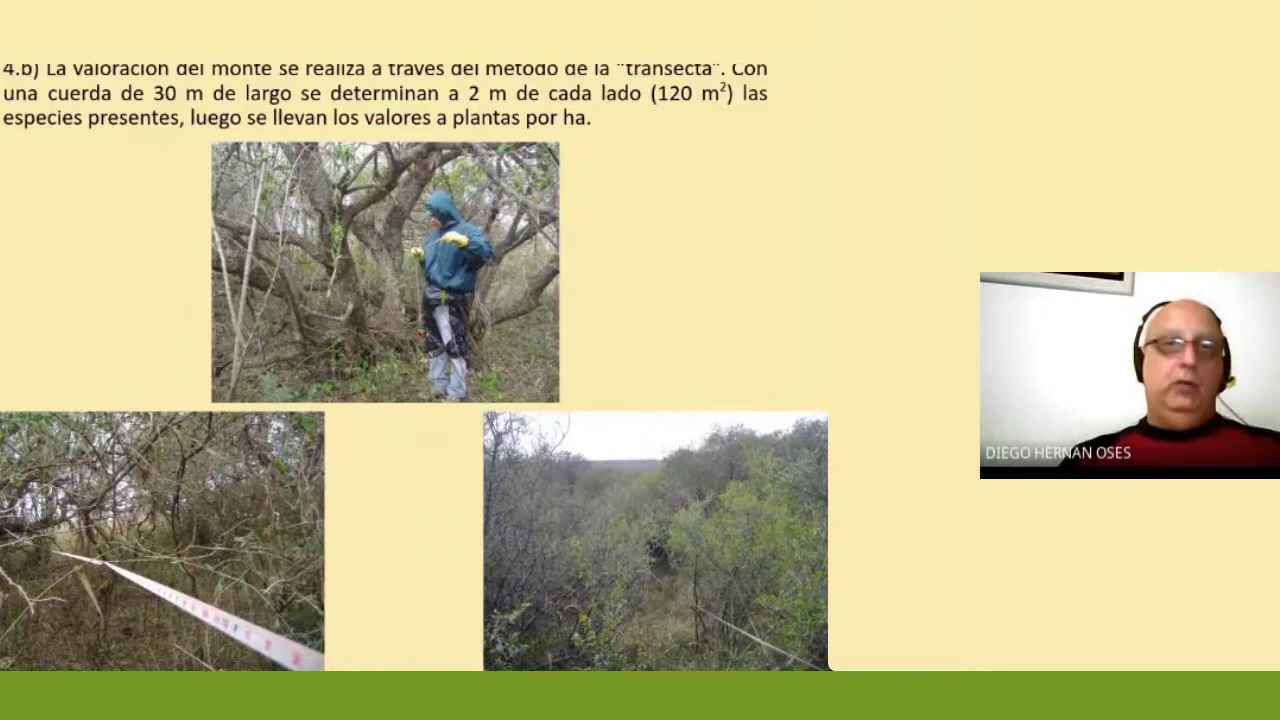 4.b) La valoración del monte se realiza a través del método de la "transecta". Con
una cuerda de 30 m de largo se determinan a 2 m de cada lado (120 m²) las
especies presentes, luego se llevan los valores a plantas por ha.
DIEGO HERNAN OSES